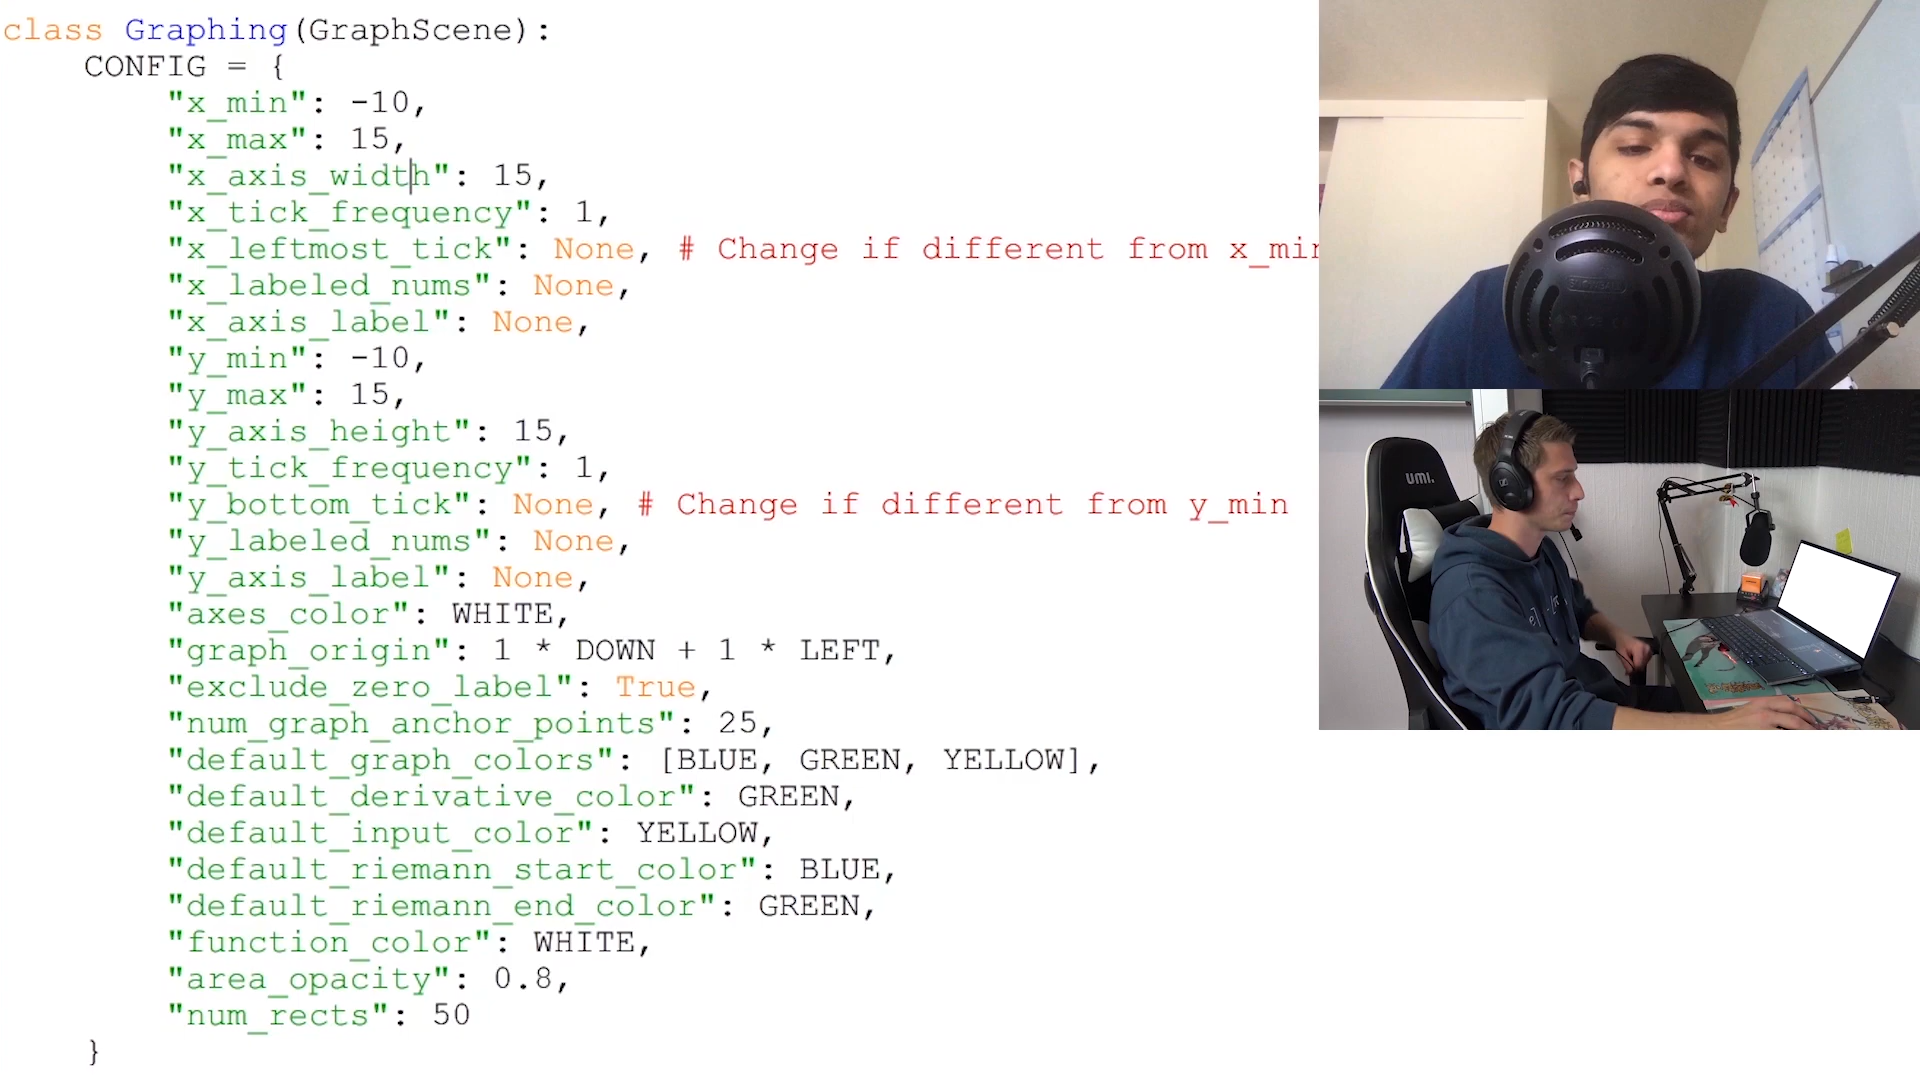 class Graphing(GraphScene):
CONFIG = {
"x_min": -10,
"x_max": 15,
"x_axis_width": 15,
"x_tick_frequency": 1,
"x_leftmost_tick": None, # Change if different from x_min
"x_labeled_nums": None,
"x_axis_label": None,
"y_min": -10,
"y_max": 15,
"y_axis_height": 15,
"y_tick_frequency": 1,
"y_bottom_tick": None, # Change if different from y_min
"y_labeled_nums": None,
"y_axis_label": None,
"axes_color": WHITE,
"graph_origin": 1 * DOWN + 1 * LEFT,
"exclude_zero_label": True,
"num_graph_anchor_points": 25,
"default_graph_colors": [BLUE, GREEN, YELLOW],
"default_derivative_color": GREEN,
"default_input_color": YELLOW,
"default_riemann_start_color": BLUE,
"default_riemann_end_color": GREEN,
"function_color": WHITE,
"area_opacity": 0.8,
"num_rects": 50
}
umi.